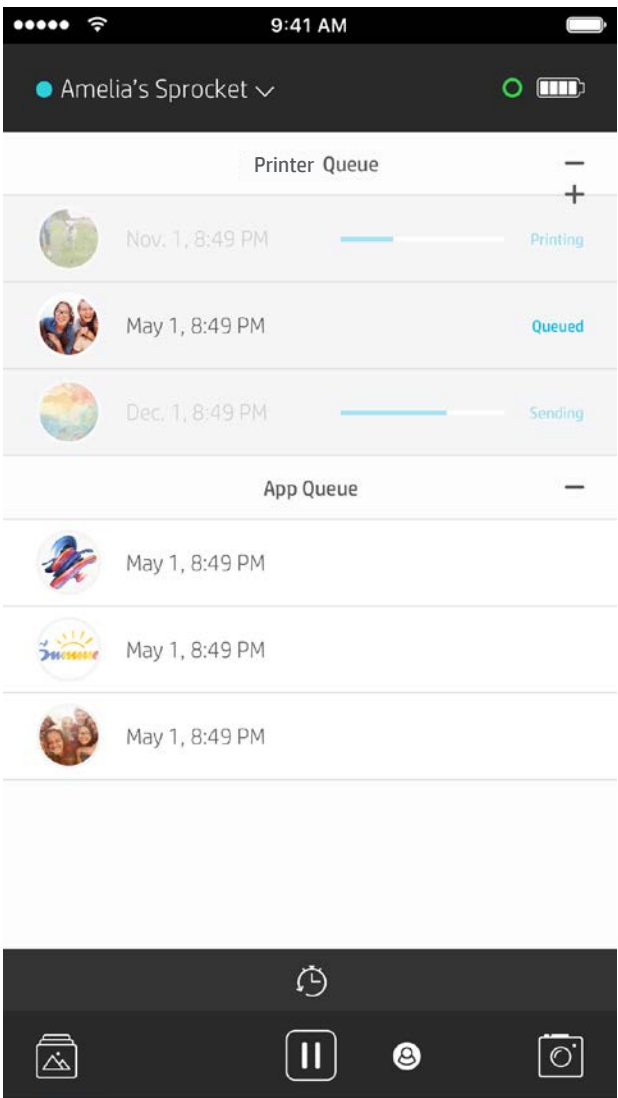 9:41 AM
Amelia's Sprocket
Printer Queue
Nov. 1, 8:49 PM Printing
May 1, 8:49 PM Queued
Dec. 1, 8:49 PM Sending
App Queue
May 1, 8:49 PM
May 1, 8:49 PM
May 1, 8:49 PM